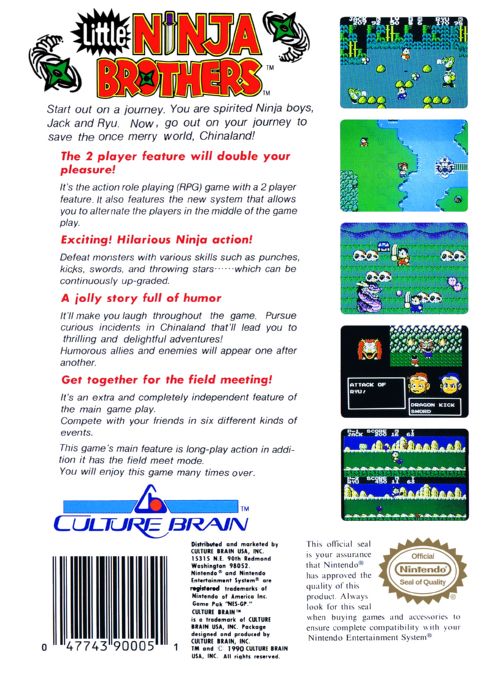 Little NINJA
BROTHERS™
™
Start out on a journey. You are spirited Ninja boys,
Jack and Ryu. Now, go out on your journey to
save the once merry world, Chinaland!
The 2 player feature will double your
pleasure!
It's the action role playing (RPG) game with a 2 player
feature. It also features the new system that allows
you to alternate the players in the middle of the game
play.
Exciting! Hilarious Ninja action!
Defeat monsters with various skills such as punches,
kicks, swords, and throwing stars……which can be
continuously up-graded.
A jolly story full of humor
It'll make you laugh throughout the game. Pursue
curious incidents in Chinaland that'll lead you to
thrilling and delightful adventures!
Humorous allies and enemies will appear one after
another.
Get together for the field meeting!
It's an extra and completely independent feature of
the main game play.
Compete with your friends in six different kinds of
events.
This game's main feature is long-play action in addi-
tion it has the field meet mode.
You will enjoy this game many times over.
ATTACK OF
RYU/
DRAGON KICK
SWORD
™
CULTURE BRAIN
0 47743 90005 1
Distributed and marketed by
CULTURE BRAIN USA, INC.
15315 N.E. 90th Redmond
Washington 98052.
Nintendo® and Nintendo
Entertainment System® are
registered trademarks of
Nintendo of America Inc.
Game Pak "NES-GP."
CULTURE BRAIN™
is a trademark of CULTURE
BRAIN USA, INC. Package
designed and produced by
CULTURE BRAIN, INC.
TM and © 1990 CULTURE BRAIN
USA, INC. All rights reserved.
This official seal
is your assurance
that Nintendo®
has approved the
quality of this
product. Always
look for this seal
when buying games and accessories to
ensure complete compatibility with your
Nintendo Entertainment System®
Official
Nintendo®
Seal of Quality